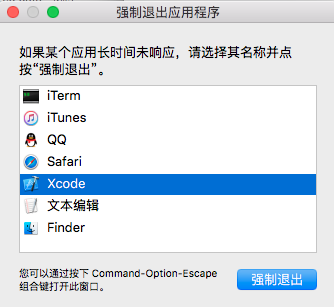 强制退出应用程序
如果某个应用长时间未响应，请选择其名称并点
按“强制退出”。
iTerm
iTunes
QQ
Safari
Xcode
文本编辑
Finder
您可以通过按下 Command-Option-Escape
组合键打开此窗口。
强制退出